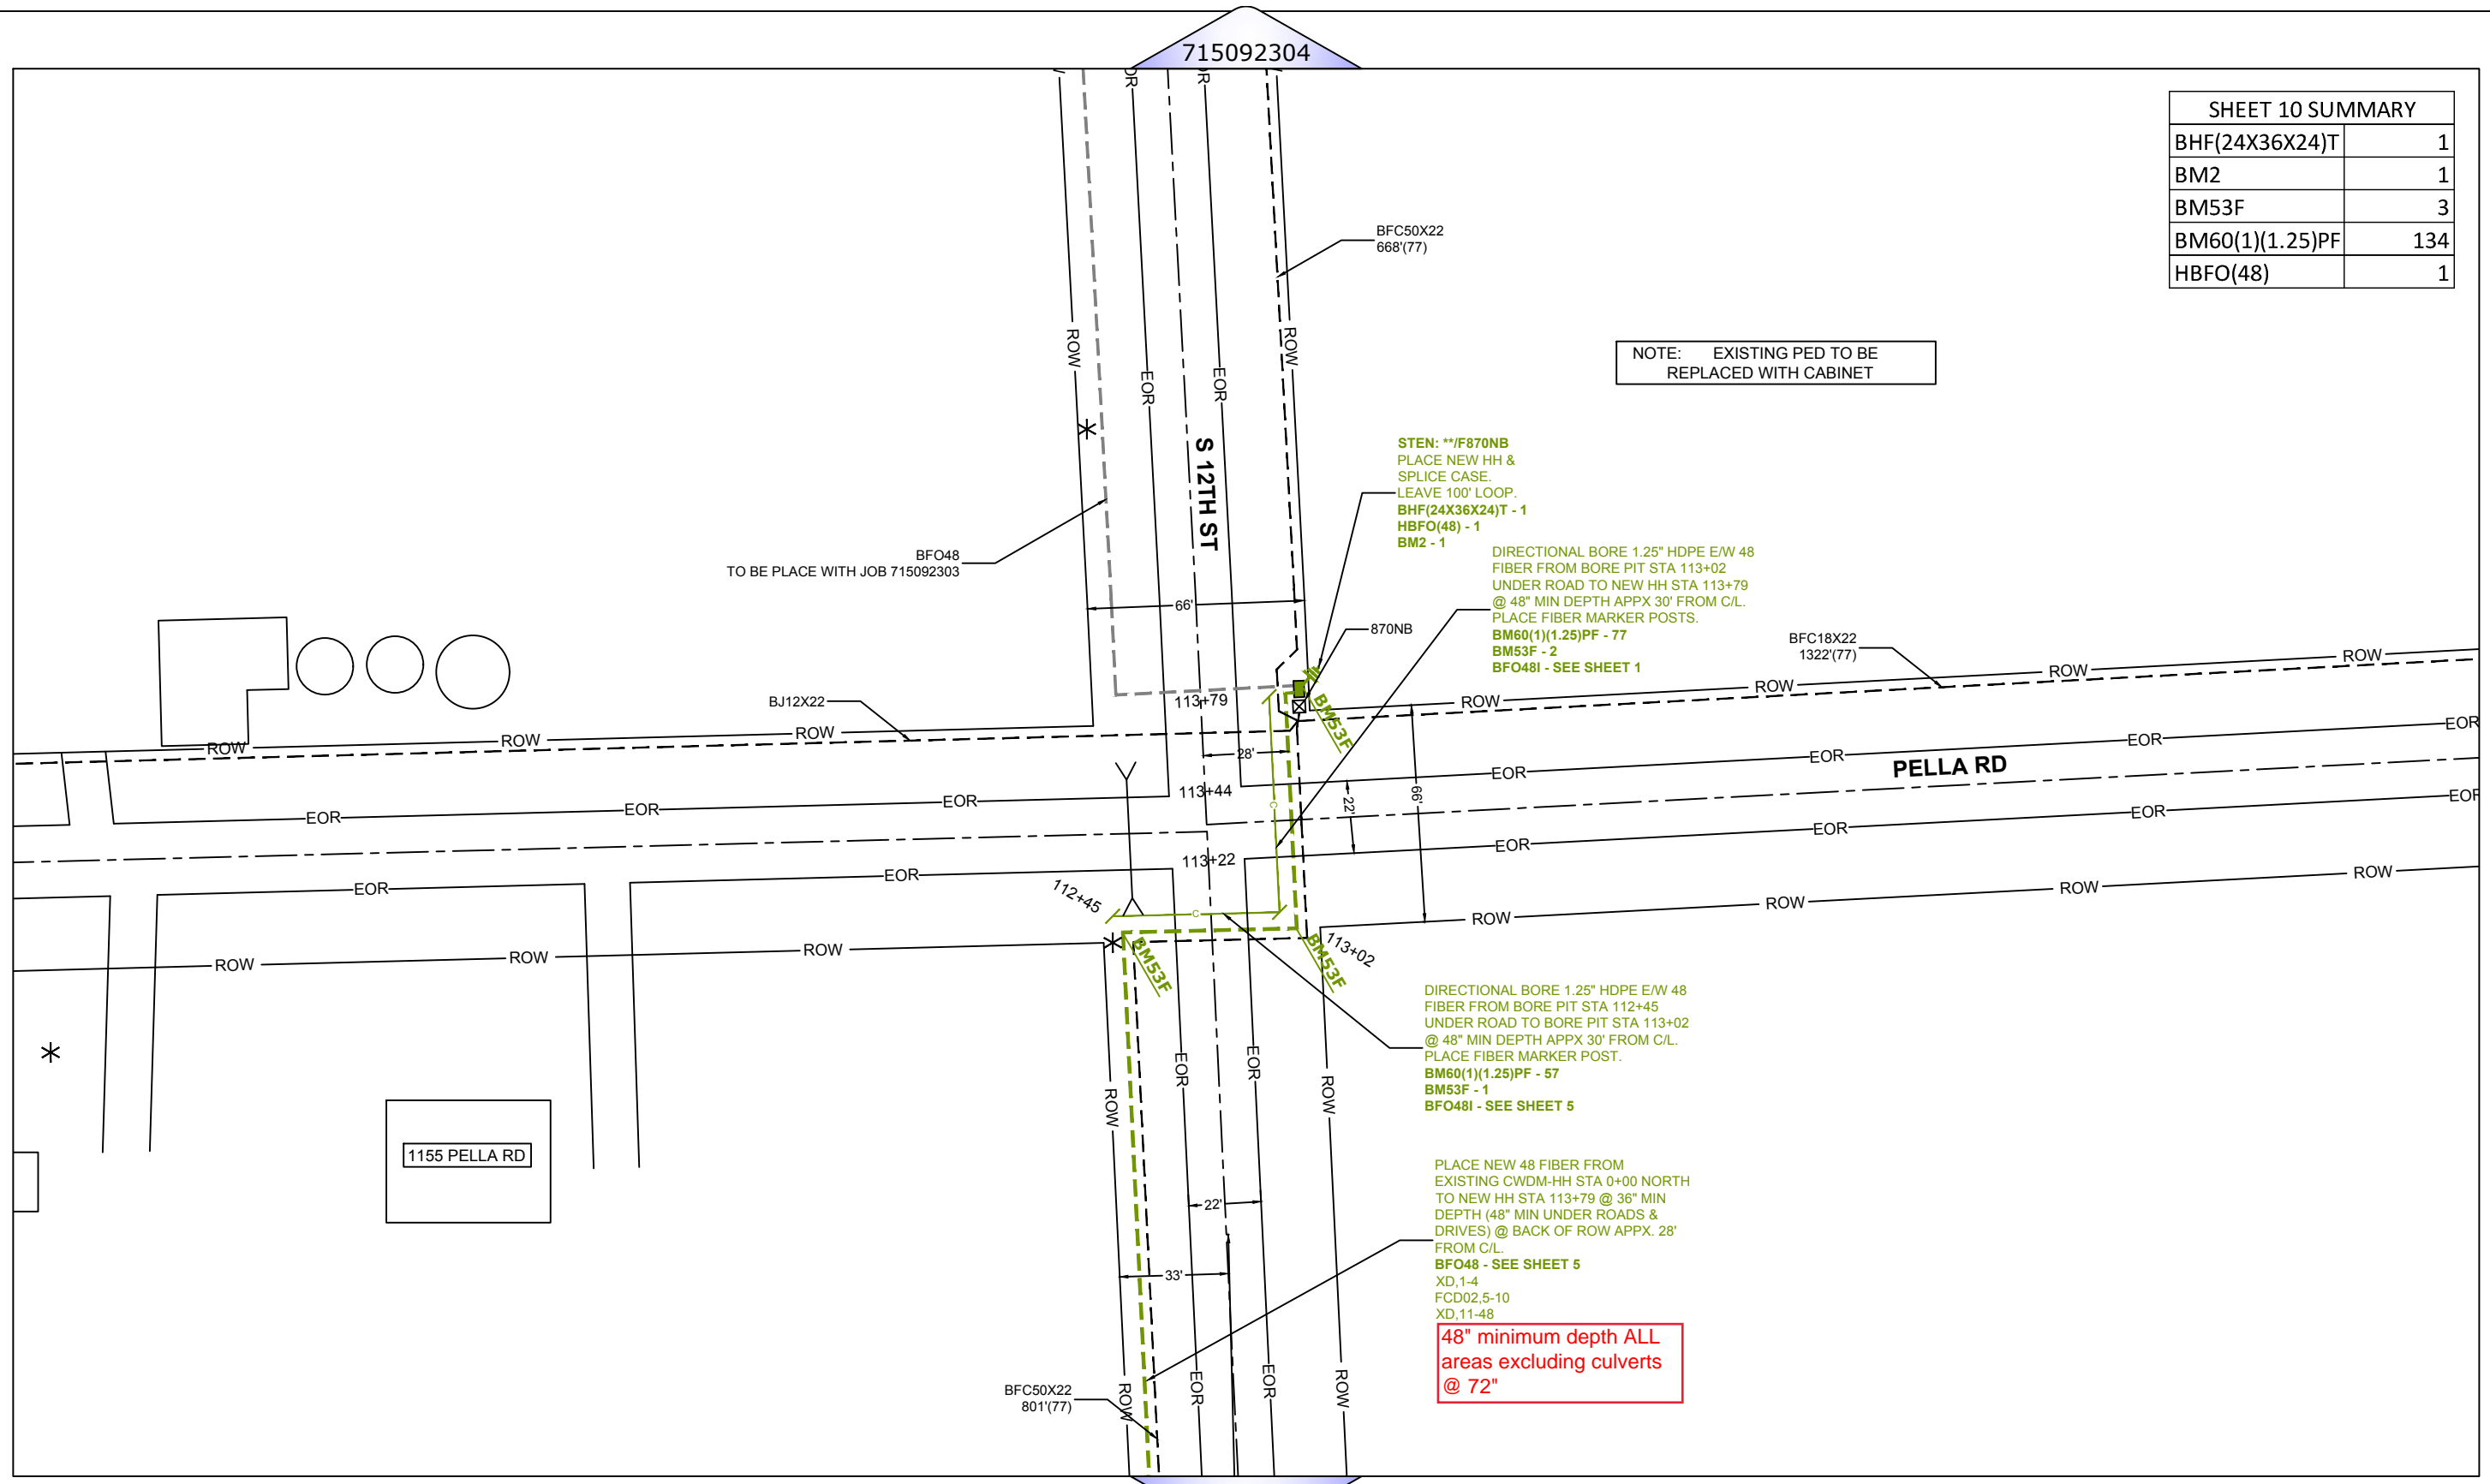 715092304
SHEET 10 SUMMARY
BHF(24X36X24)T 1
BM2 1
BM53F 3
BM60(1)(1.25)PF 134
HBFO(48) 1
BFC50X22
668'(77)
NOTE: EXISTING PED TO BE
REPLACED WITH CABINET
ROW
EOR
EOR
ROW
S 12TH ST
STEN: **/F870NB
PLACE NEW HH &
SPLICE CASE.
LEAVE 100' LOOP.
BHF(24X36X24)T - 1
HBFO(48) - 1
BM2 - 1
BFO48
TO BE PLACE WITH JOB 715092303
DIRECTIONAL BORE 1.25" HDPE E/W 48
FIBER FROM BORE PIT STA 113+02
UNDER ROAD TO NEW HH STA 113+79
@ 48" MIN DEPTH APPX 30' FROM C/L.
PLACE FIBER MARKER POSTS.
BM60(1)(1.25)PF - 77
BM53F - 2
BFO48I - SEE SHEET 1
66'
870NB
BFC18X22
1322'(77)
BJ12X22
113+79
BM53F
ROW
ROW
ROW
ROW
ROW
ROW
ROW
28'
EOR
EOR
EOR
EOR
PELLA RD
113+44
22'
66'
EOR
EOR
EOR
C
EOR
EOR
EOR
EOR
113+22
EOR
EOR
112+45
C
ROW
ROW
ROW
ROW
ROW
ROW
ROW
BM53F
BM53F
113+02
DIRECTIONAL BORE 1.25" HDPE E/W 48
FIBER FROM BORE PIT STA 112+45
UNDER ROAD TO BORE PIT STA 113+02
@ 48" MIN DEPTH APPX 30' FROM C/L.
PLACE FIBER MARKER POST.
BM60(1)(1.25)PF - 57
BM53F - 1
BFO48I - SEE SHEET 5
ROW
EOR
EOR
ROW
1155 PELLA RD
22'
33'
PLACE NEW 48 FIBER FROM
EXISTING CWDM-HH STA 0+00 NORTH
TO NEW HH STA 113+79 @ 36" MIN
DEPTH (48" MIN UNDER ROADS &
DRIVES) @ BACK OF ROW APPX. 28'
FROM C/L.
BFO48 - SEE SHEET 5
XD,1-4
FCD02,5-10
XD,11-48
48" minimum depth ALL
areas excluding culverts
@ 72"
BFC50X22
801'(77)
ROW
EOR
EOR
ROW